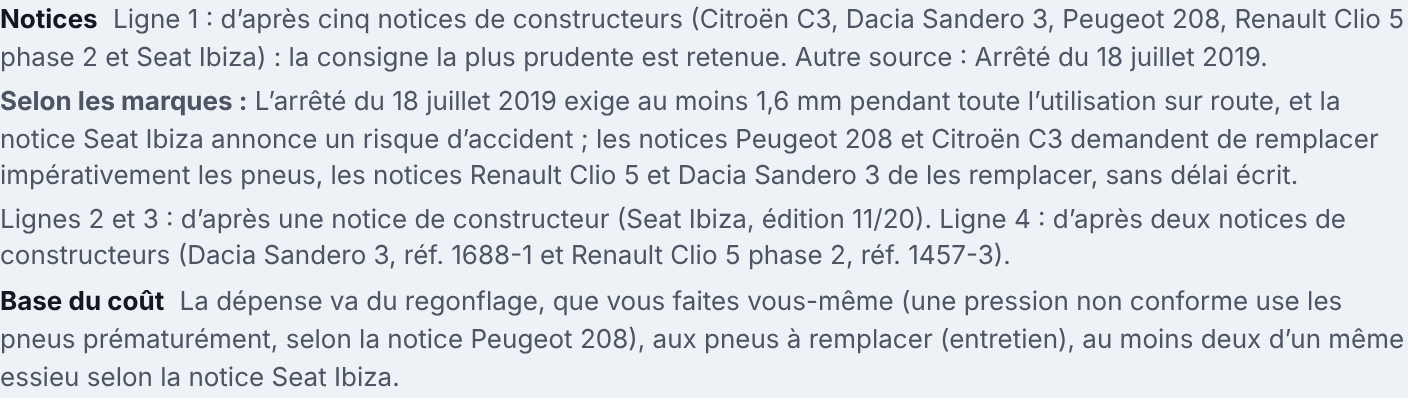 Notices Ligne 1 : d’après cinq notices de constructeurs (Citroën C3, Dacia Sandero 3, Peugeot 208, Renault Clio 5
phase 2 et Seat Ibiza) : la consigne la plus prudente est retenue. Autre source : Arrêté du 18 juillet 2019.
Selon les marques : L’arrêté du 18 juillet 2019 exige au moins 1,6 mm pendant toute l’utilisation sur route, et la
notice Seat Ibiza annonce un risque d’accident ; les notices Peugeot 208 et Citroën C3 demandent de remplacer
impérativement les pneus, les notices Renault Clio 5 et Dacia Sandero 3 de les remplacer, sans délai écrit.
Lignes 2 et 3 : d’après une notice de constructeur (Seat Ibiza, édition 11/20). Ligne 4 : d’après deux notices de
constructeurs (Dacia Sandero 3, réf. 1688-1 et Renault Clio 5 phase 2, réf. 1457-3).
Base du coût La dépense va du regonflage, que vous faites vous-même (une pression non conforme use les
pneus prématurément, selon la notice Peugeot 208), aux pneus à remplacer (entretien), au moins deux d’un même
essieu selon la notice Seat Ibiza.